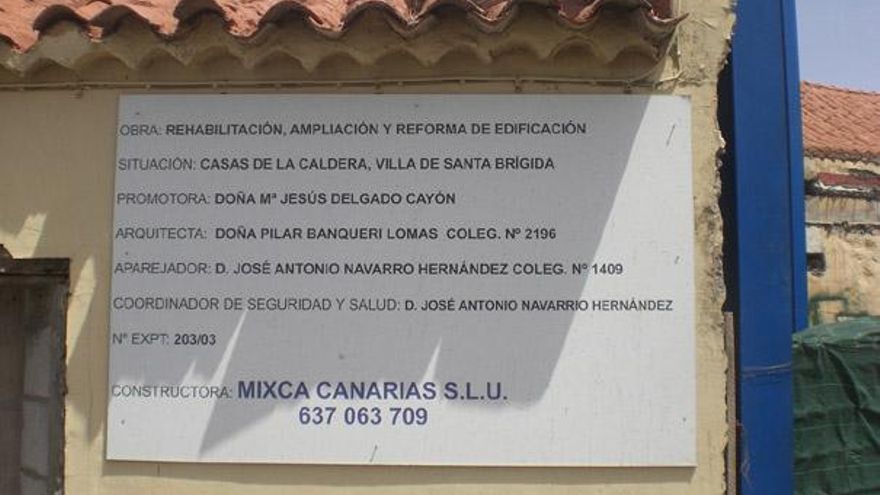 OBRA: REHABILITACIÓN, AMPLIACIÓN Y REFORMA DE EDIFICACIÓN
SITUACIÓN: CASAS DE LA CALDERA, VILLA DE SANTA BRÍGIDA
PROMOTORA: DOÑA Mª JESÚS DELGADO CAYÓN
ARQUITECTA: DOÑA PILAR BANQUERI LOMAS COLEG. Nº 2196
APAREJADOR: D. JOSÉ ANTONIO NAVARRO HERNÁNDEZ COLEG. Nº 1409
COORDINADOR DE SEGURIDAD Y SALUD: D. JOSÉ ANTONIO NAVARRIO HERNÁNDEZ
Nº EXPT: 203/03
CONSTRUCTORA: MIXCA CANARIAS S.L.U.
637 063 709